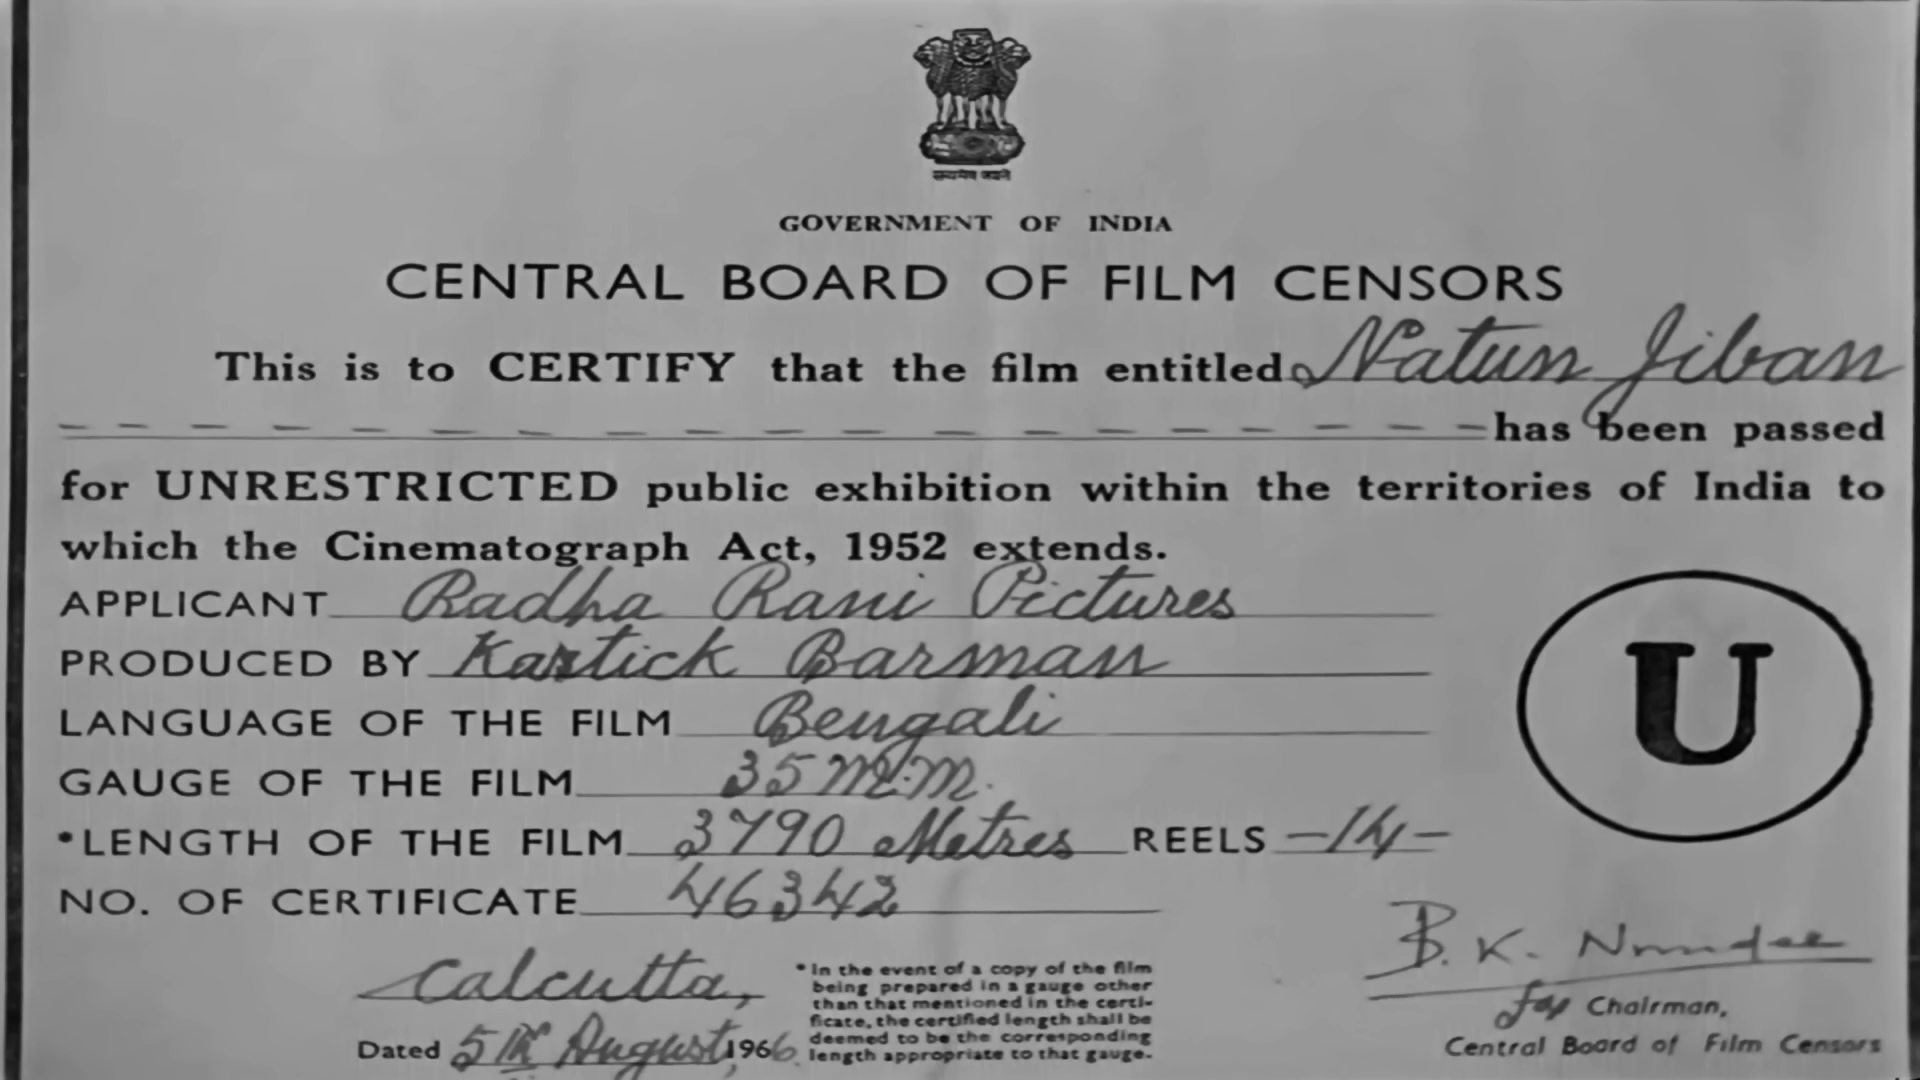 सत्यमेव जयते
GOVERNMENT OF INDIA
CENTRAL BOARD OF FILM CENSORS
This is to CERTIFY that the film entitled Natun Jiban
has been passed
for UNRESTRICTED public exhibition within the territories of India to
which the Cinematograph Act, 1952 extends.
APPLICANT Radha Rani Pictures
PRODUCED BY Kartick Barman
LANGUAGE OF THE FILM Bengali
GAUGE OF THE FILM 35 M.M.
*LENGTH OF THE FILM 3790 Metres REELS -14-
NO. OF CERTIFICATE 46342
U
Calcutta,
Dated 5th August, 1966.
*In the event of a copy of the film
being prepared in a gauge other
than that mentioned in the certi-
ficate, the certified length shall be
deemed to be the corresponding
length appropriate to that gauge.
B. K.
for Chairman,
Central Board of Film Censors